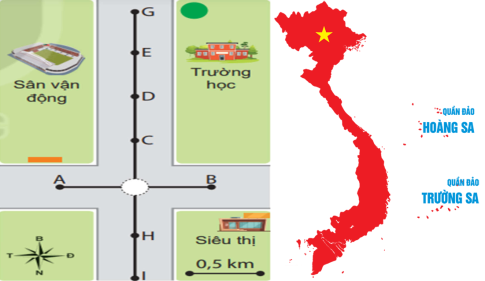 G
E
Sân vận
động
Trường
học
D
C
A
B
H
Siêu thị
0,5 km
I
B
T
Đ
N
QUẦN ĐẢO
HOÀNG SA
QUẦN ĐẢO
TRƯỜNG SA